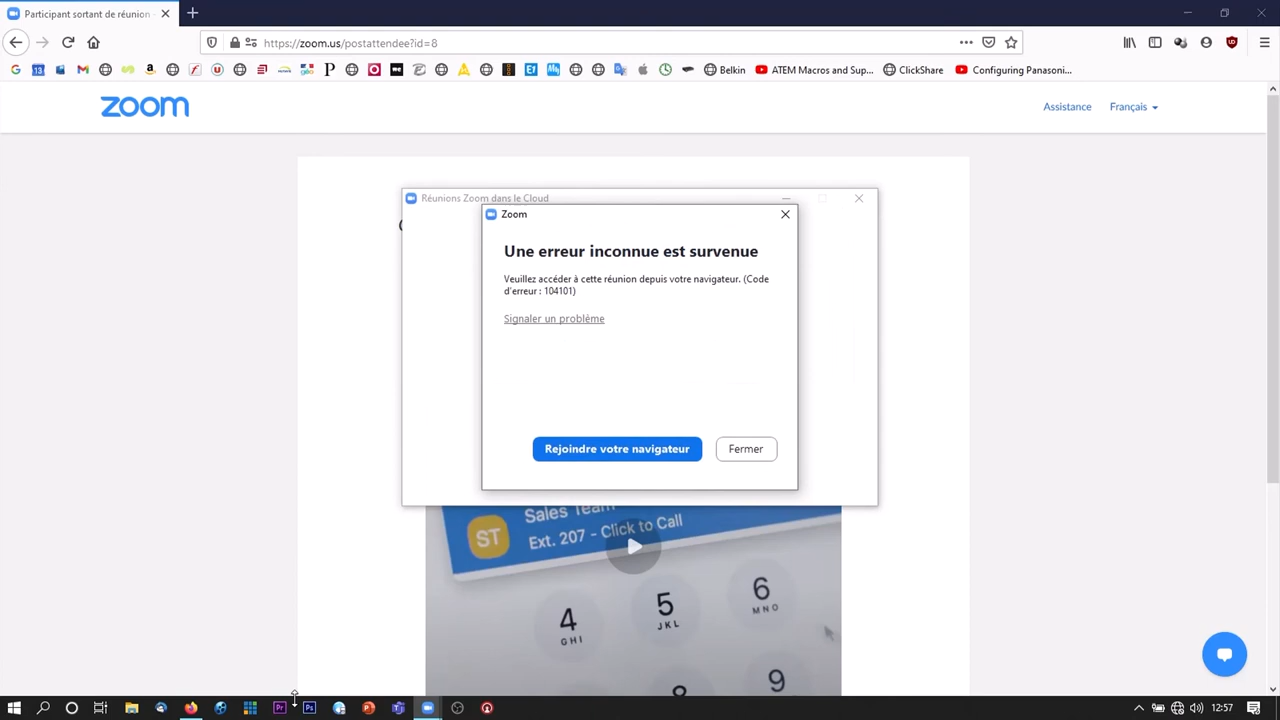 Participant sortant de réunion
https://zoom.us/postattendee?id=8
Belkin
ATEM Macros and Sup...
ClickShare
Configuring Panasoni...
zoom
Assistance
Français
Réunions Zoom dans le Cloud
Zoom
Une erreur inconnue est survenue
Veuillez accéder à cette réunion depuis votre navigateur. (Code
d'erreur : 104101)
Signaler un problème
Rejoindre votre navigateur
Fermer
Sales Team
ST
Ext. 207 - Click to Call
4
GHI
5
JKL
6
MNO
8
9
12:57